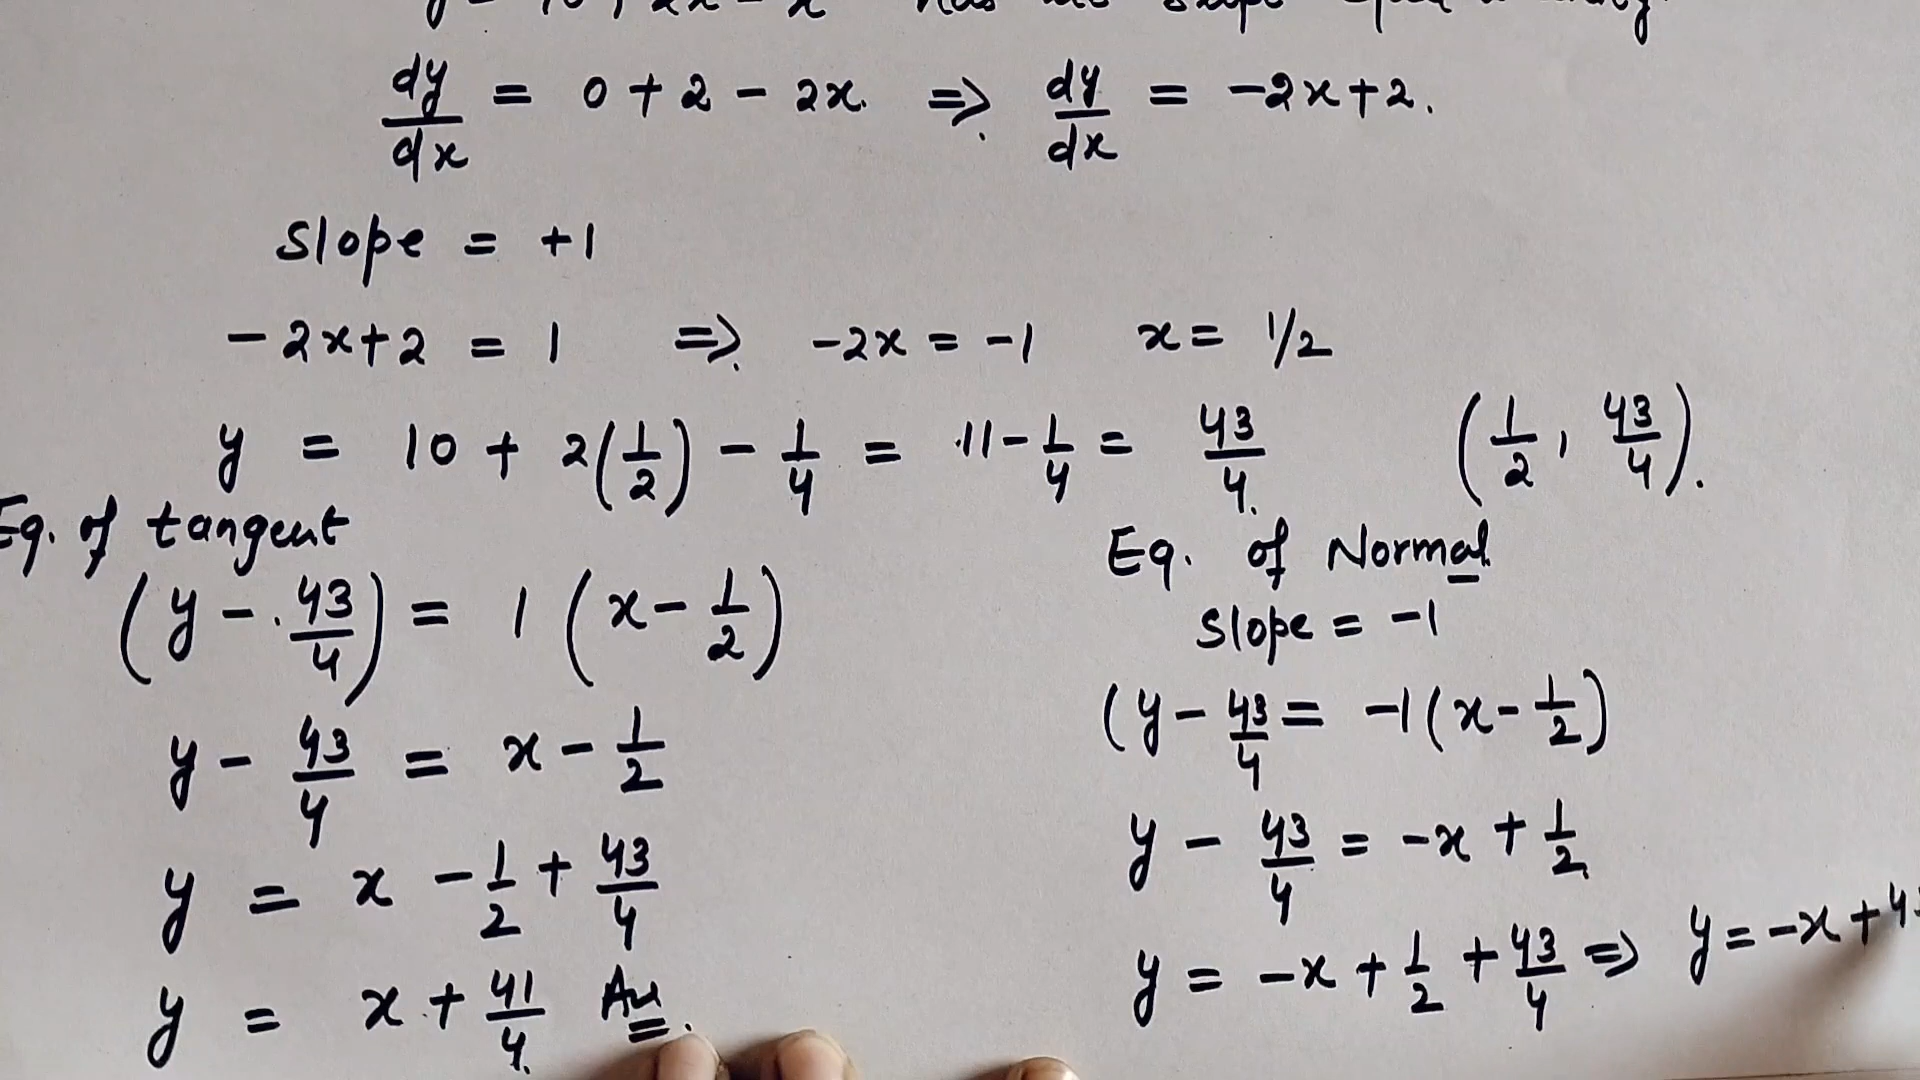 dy/dx = 0 + 2 - 2x. ⇒ dy/dx = -2x+2.
Slope = +1
-2x+2 = 1 ⇒ -2x = -1 x = 1/2
y = 10 + 2(1/2) - 1/4 = 11 - 1/4 = 43/4. (1/2, 43/4).
Eq. of tangent
(y - 43/4) = 1 (x - 1/2)
y - 43/4 = x - 1/2
y = x - 1/2 + 43/4
y = x + 41/4. Ans.
Eq. of Normal
Slope = -1
(y - 43/4 = -1(x - 1/2)
y - 43/4 = -x + 1/2
y = -x + 1/2 + 43/4 ⇒ y = -x + 4